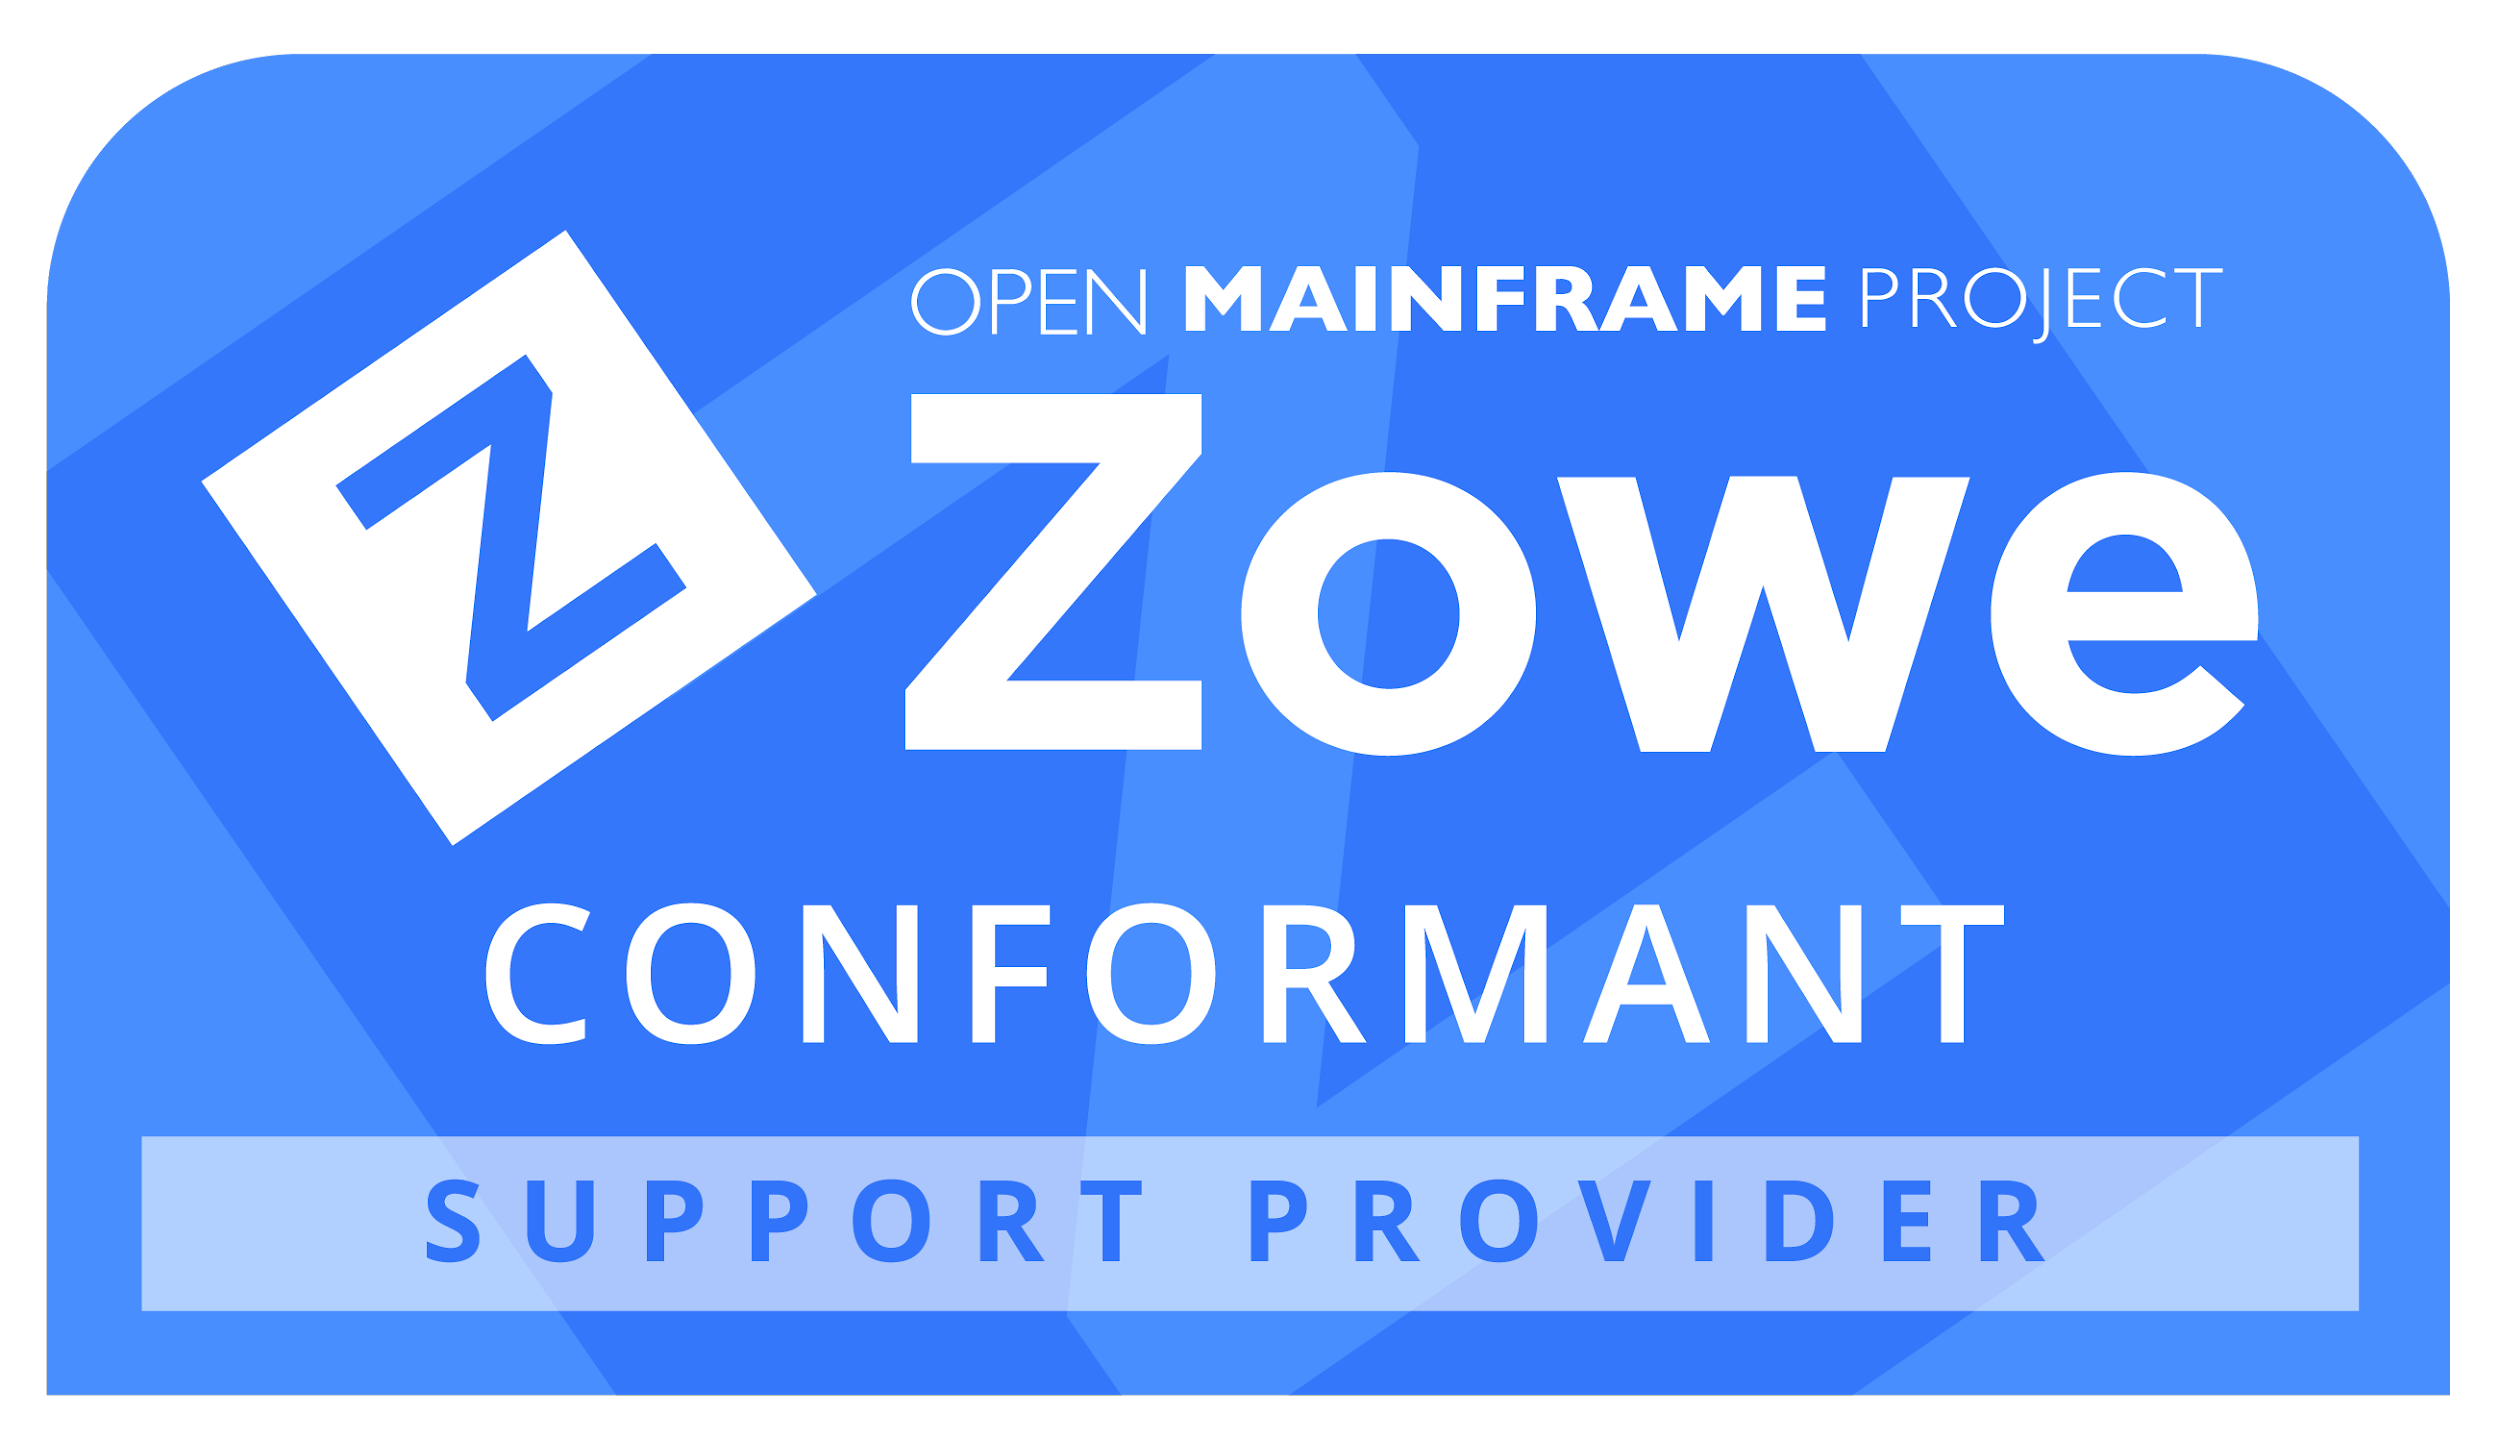 Z
OPEN MAINFRAME PROJECT
Zowe
CONFORMANT
SUPPORT PROVIDER